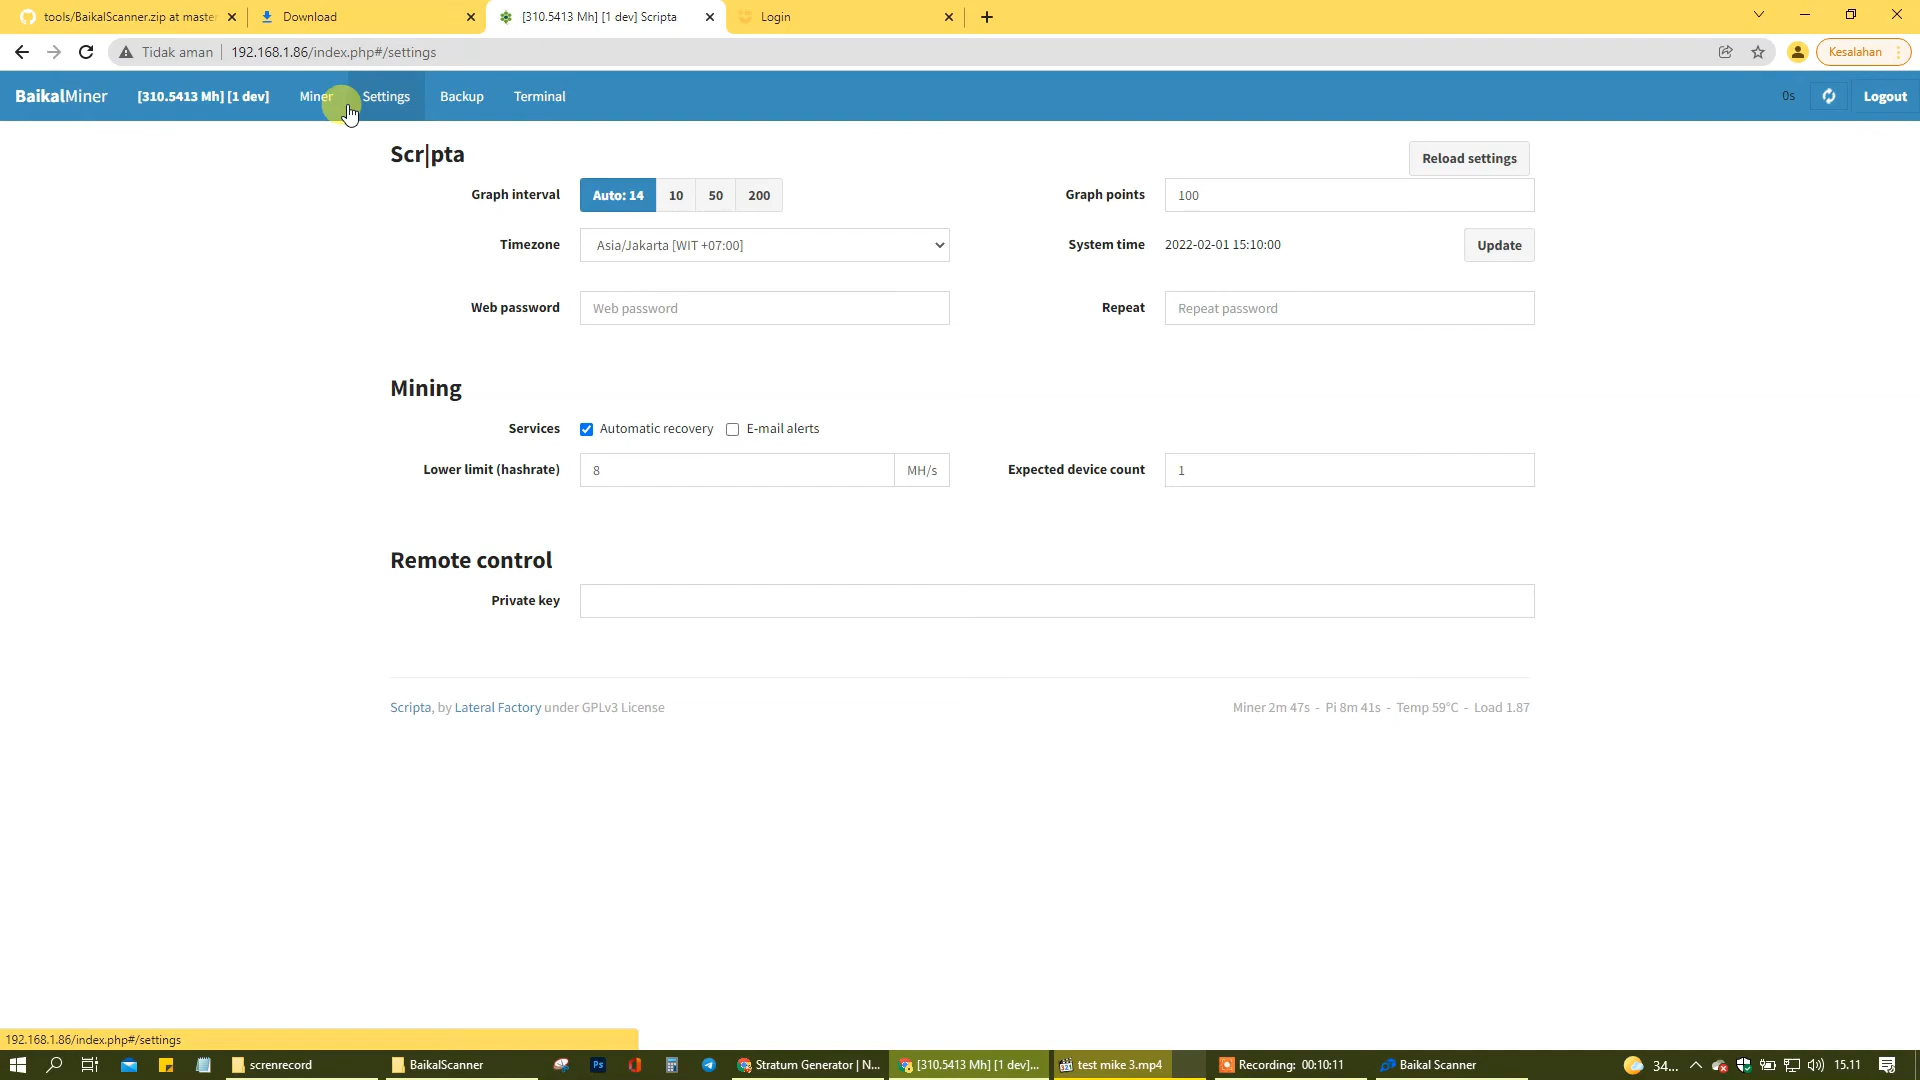 tools/BaikalScanner.zip at master
Download
[310.5413 Mh] [1 dev] Scripta
Login
Tidak aman
192.168.1.86/index.php#/settings
Kesalahan
BaikalMiner
[310.5413 Mh] [1 dev]
Miner
Settings
Backup
Terminal
0s
Logout
Scr|pta
Reload settings
Graph interval
Auto: 14
10
50
200
Graph points
100
Timezone
Asia/Jakarta [WIT +07:00]
System time
2022-02-01 15:10:00
Update
Web password
Web password
Repeat
Repeat password
Mining
Services
Automatic recovery
E-mail alerts
Lower limit (hashrate)
8
MH/s
Expected device count
1
Remote control
Private key
Scripta, by Lateral Factory under GPLv3 License
Miner 2m 47s - Pi 8m 41s - Temp 59°C - Load 1.87
192.168.1.86/index.php#/settings
screnrecord
BaikalScanner
Ps
Stratum Generator | N...
[310.5413 Mh] [1 dev]...
test mike 3.mp4
Recording: 00:10:11
Baikal Scanner
34...
15.11